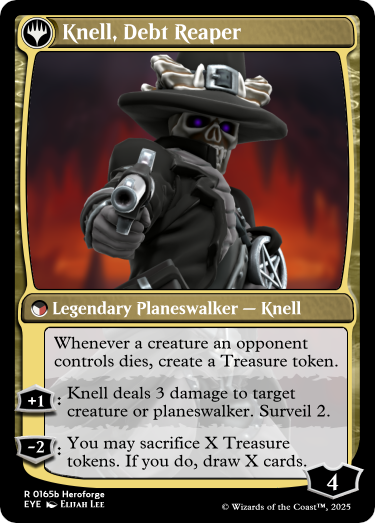 Knell, Debt Reaper
Legendary Planeswalker — Knell
Whenever a creature an opponent
controls dies, create a Treasure token.
+1: Knell deals 3 damage to target
creature or planeswalker. Surveil 2.
-2: You may sacrifice X Treasure
tokens. If you do, draw X cards.
4
R 0165b Heroforge
EYE Elijah Lee
© Wizards of the Coast™, 2025